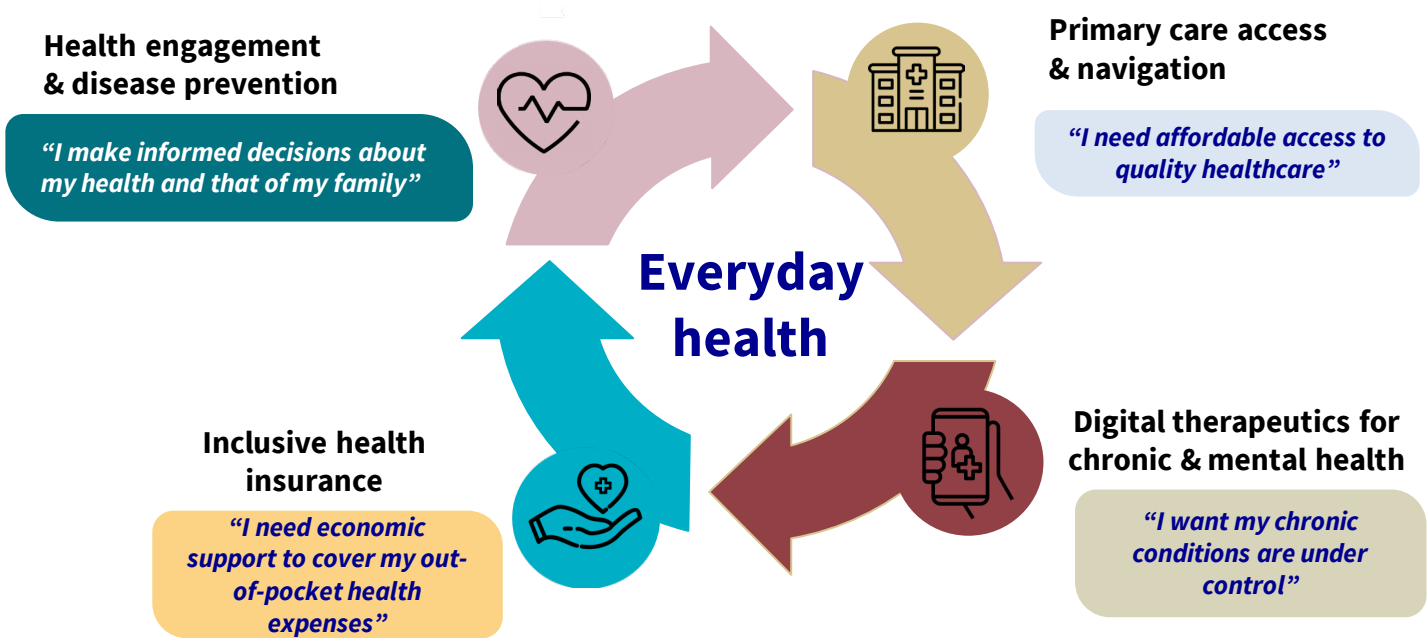 Health engagement
& disease prevention
“I make informed decisions about
my health and that of my family”
Primary care access
& navigation
“I need affordable access to
quality healthcare”
Everyday
health
Inclusive health
insurance
“I need economic
support to cover my out-
of-pocket health
expenses”
Digital therapeutics for
chronic & mental health
“I want my chronic
conditions are under
control”